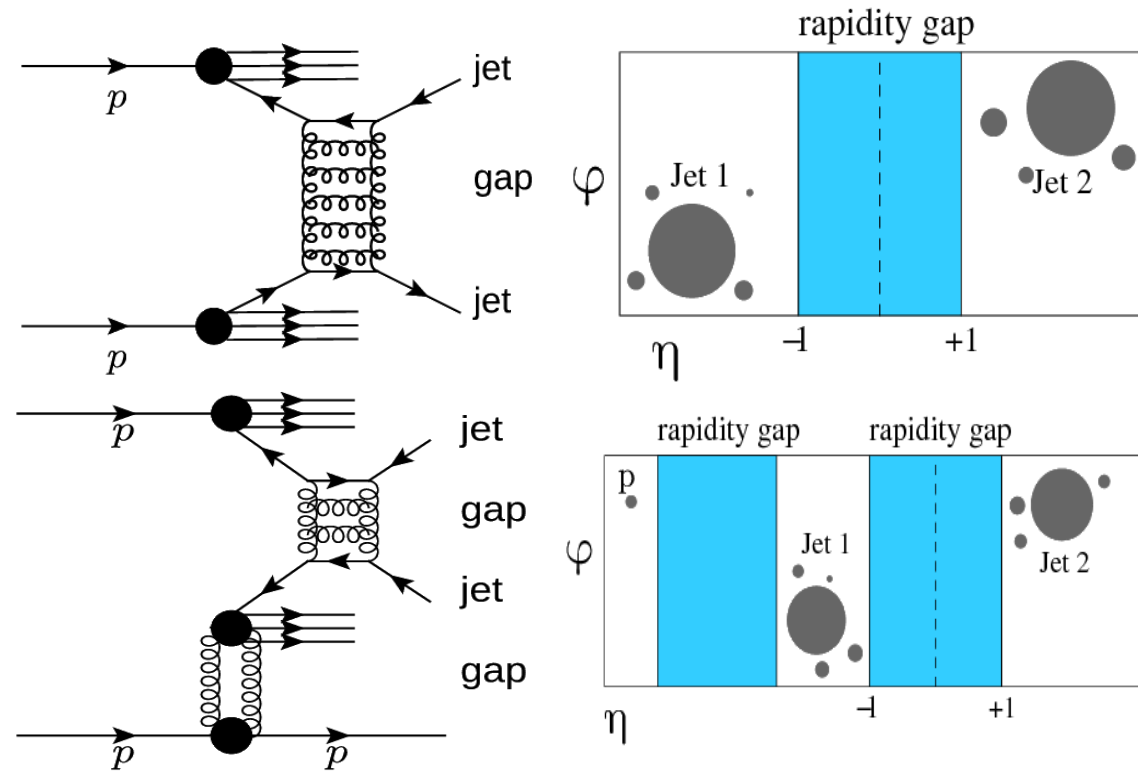 p
jet
gap
jet
p
rapidity gap
φ
Jet 1
Jet 2
η
−1
+1
p
jet
gap
jet
gap
p
p
rapidity gap
rapidity gap
p
φ
Jet 1
Jet 2
η
−1
+1